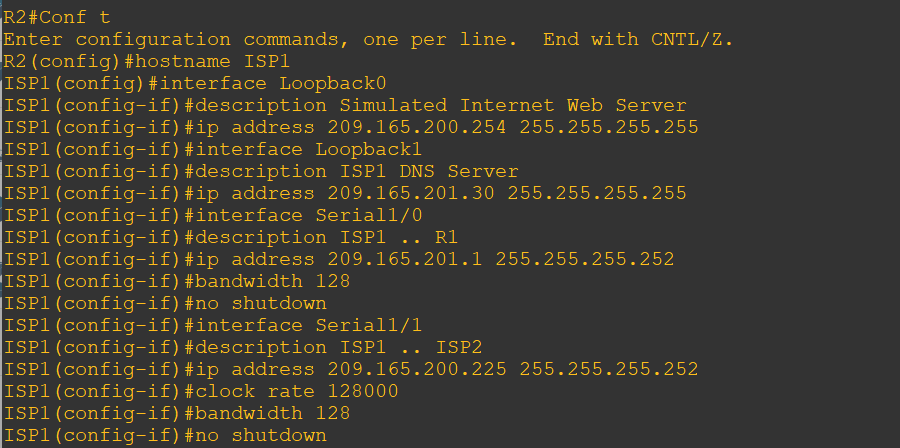 R2#Conf t
Enter configuration commands, one per line.  End with CNTL/Z.
R2(config)#hostname ISP1
ISP1(config)#interface Loopback0
ISP1(config-if)#description Simulated Internet Web Server
ISP1(config-if)#ip address 209.165.200.254 255.255.255.255
ISP1(config-if)#interface Loopback1
ISP1(config-if)#description ISP1 DNS Server
ISP1(config-if)#ip address 209.165.201.30 255.255.255.255
ISP1(config-if)#interface Serial1/0
ISP1(config-if)#description ISP1 .. R1
ISP1(config-if)#ip address 209.165.201.1 255.255.255.252
ISP1(config-if)#bandwidth 128
ISP1(config-if)#no shutdown
ISP1(config-if)#interface Serial1/1
ISP1(config-if)#description ISP1 .. ISP2
ISP1(config-if)#ip address 209.165.200.225 255.255.255.252
ISP1(config-if)#clock rate 128000
ISP1(config-if)#bandwidth 128
ISP1(config-if)#no shutdown